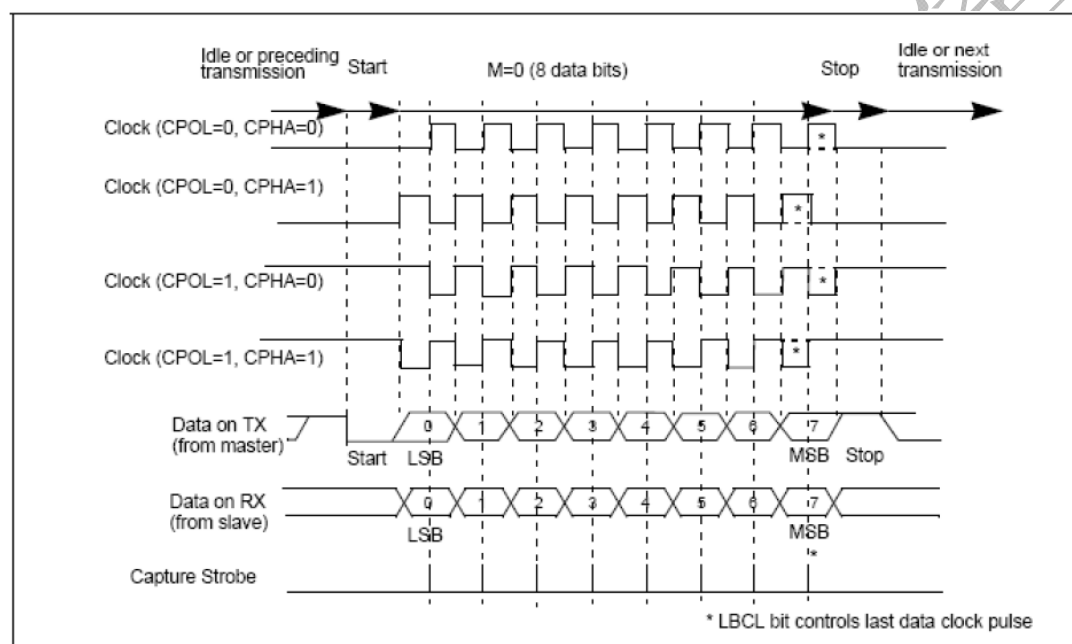 Idle or preceding
transmission
Start
M=0 (8 data bits)
Stop
Idle or next
transmission
Clock (CPOL=0, CPHA=0)
*
Clock (CPOL=0, CPHA=1)
*
Clock (CPOL=1, CPHA=0)
*
Clock (CPOL=1, CPHA=1)
*
Data on TX
(from master)
0 1 2 3 4 5 6 7
Start LSB MSB Stop
Data on RX
(from slave)
0 1 2 3 4 5 6 7
LSB MSB
*
Capture Strobe
* LBCL bit controls last data clock pulse